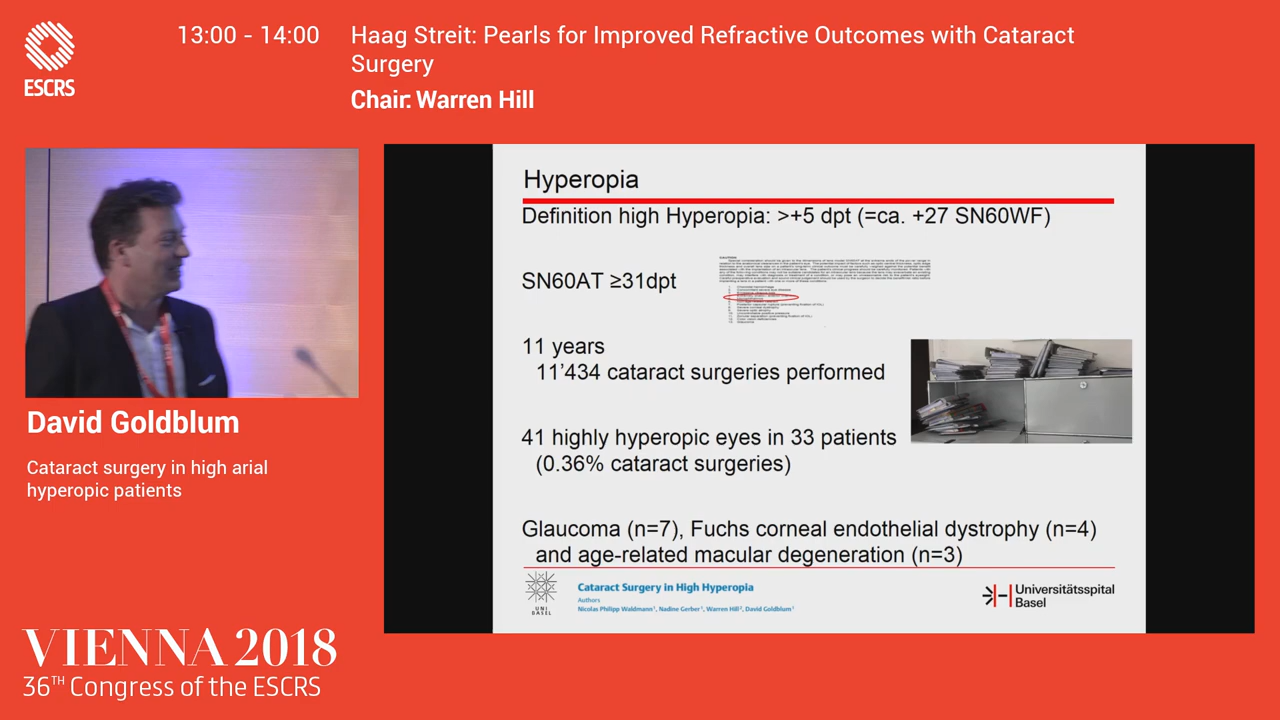 ESCRS
13:00 - 14:00
Haag Streit: Pearls for Improved Refractive Outcomes with Cataract
Surgery
Chair: Warren Hill
Hyperopia
Definition high Hyperopia: >+5 dpt (=ca. +27 SN60WF)
SN60AT ≥31dpt
11 years
11’434 cataract surgeries performed
41 highly hyperopic eyes in 33 patients
(0.36% cataract surgeries)
Glaucoma (n=7), Fuchs corneal endothelial dystrophy (n=4)
and age-related macular degeneration (n=3)
UNI
BASEL
Cataract Surgery in High Hyperopia
Authors
Nicolas Philipp Waldmann¹, Nadine Gerber¹, Warren Hill², David Goldblum¹
Universitätsspital
Basel
David Goldblum
Cataract surgery in high arial
hyperopic patients
VIENNA 2018
36TH Congress of the ESCRS